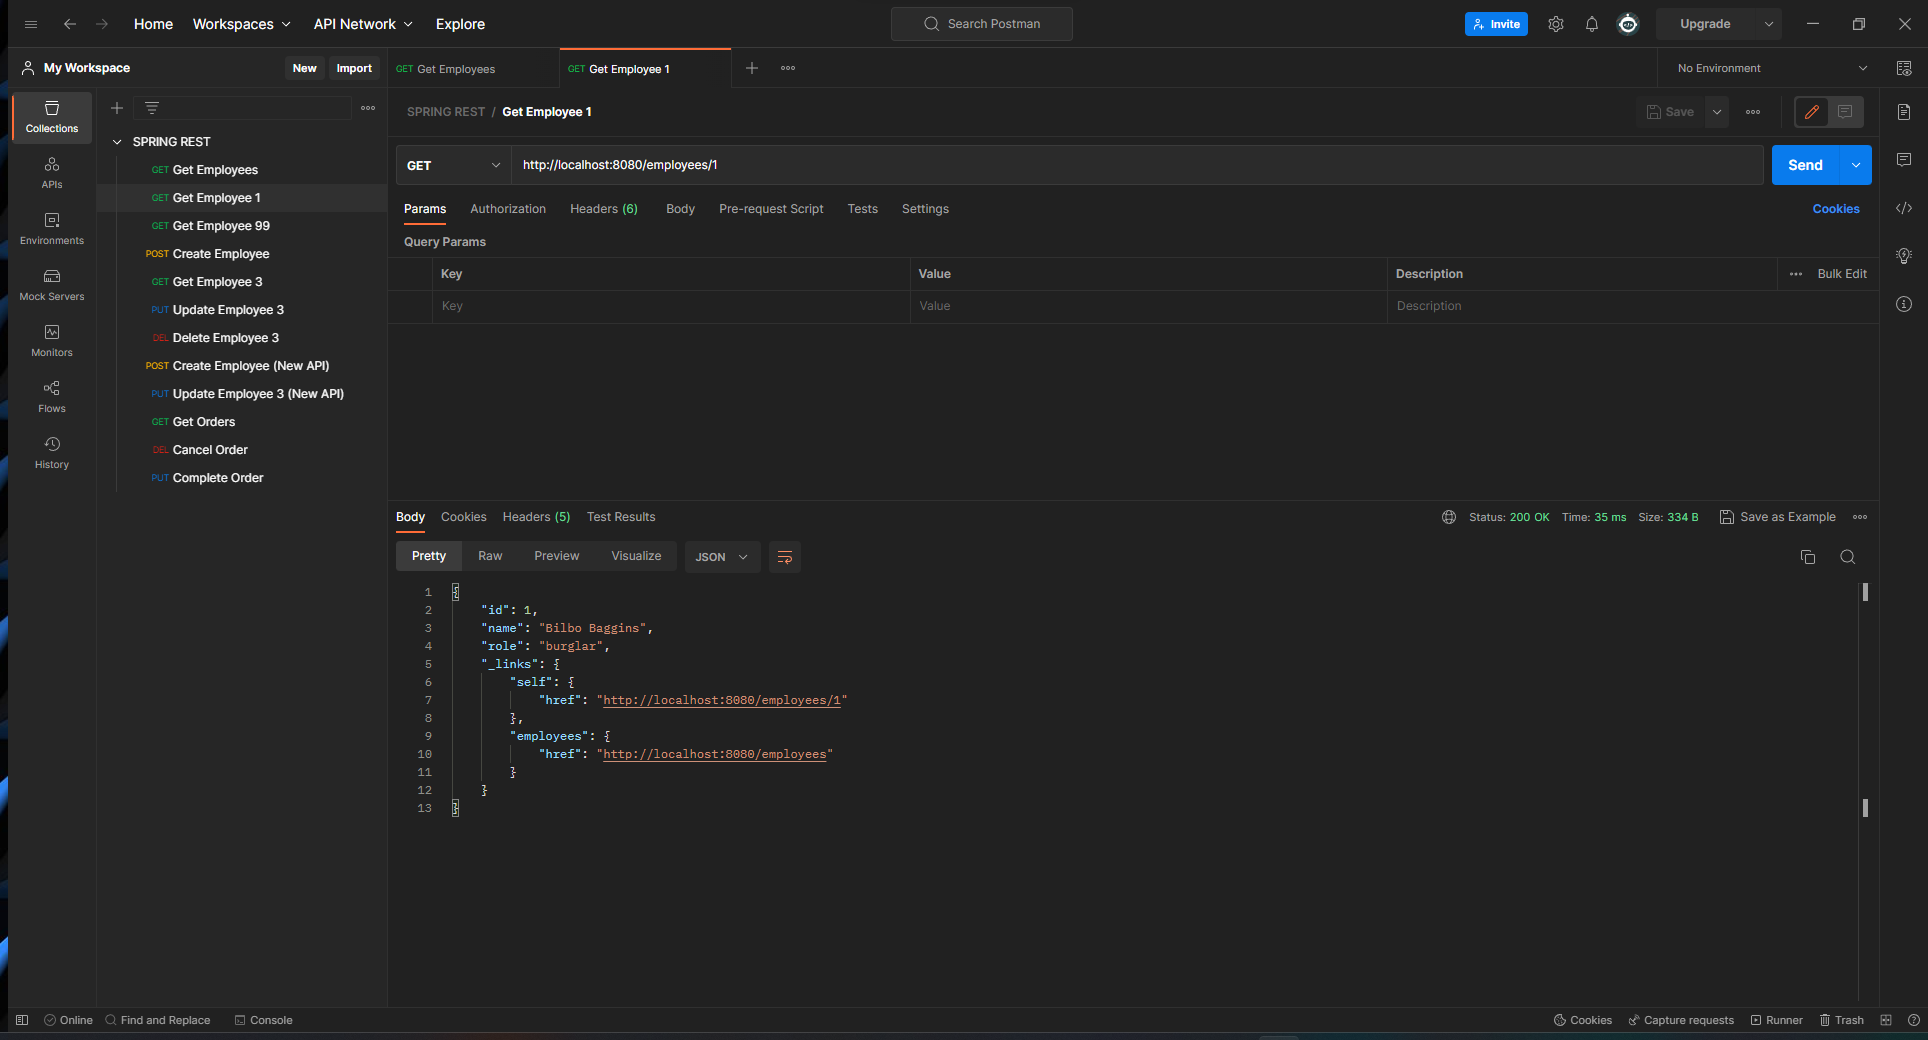 Home Workspaces API Network Explore Search Postman Invite Upgrade
My Workspace New Import GET Get Employees GET Get Employee 1 No Environment
Collections
APIs
Environments
Mock Servers
Monitors
Flows
History
SPRING REST
GET Get Employees
GET Get Employee 1
GET Get Employee 99
POST Create Employee
GET Get Employee 3
PUT Update Employee 3
DEL Delete Employee 3
POST Create Employee (New API)
PUT Update Employee 3 (New API)
GET Get Orders
DEL Cancel Order
PUT Complete Order
SPRING REST / Get Employee 1 Save
GET http://localhost:8080/employees/1 Send
Params Authorization Headers (6) Body Pre-request Script Tests Settings Cookies
Query Params
Key Value Description Bulk Edit
Key Value Description
Body Cookies Headers (5) Test Results Status: 200 OK Time: 35 ms Size: 334 B Save as Example
Pretty Raw Preview Visualize JSON
1 {
2 "id": 1,
3 "name": "Bilbo Baggins",
4 "role": "burglar",
5 "_links": {
6 "self": {
7 "href": "http://localhost:8080/employees/1"
8 },
9 "employees": {
10 "href": "http://localhost:8080/employees"
11 }
12 }
13 }
Online Find and Replace Console Cookies Capture requests Runner Trash